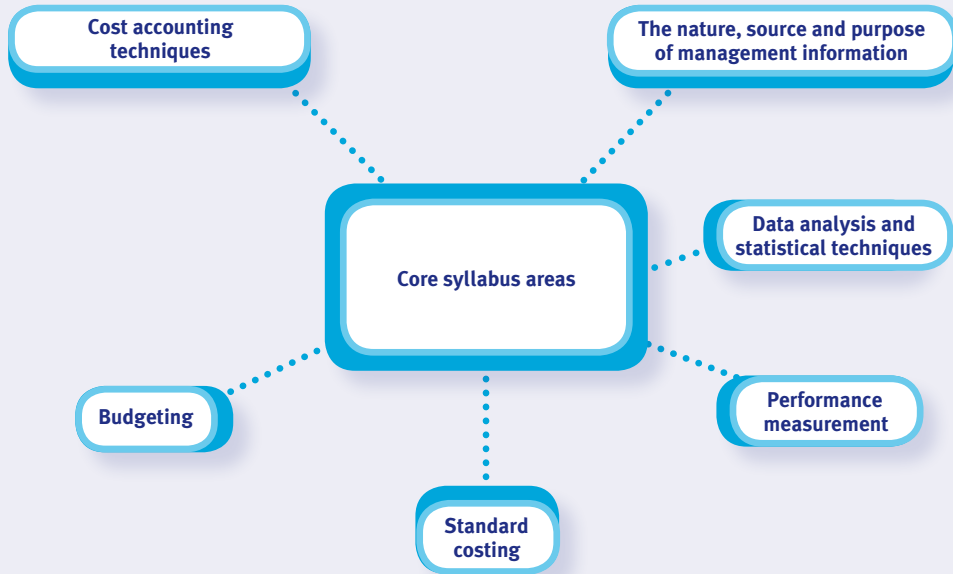 Cost accounting
techniques
The nature, source and purpose
of management information
Core syllabus areas
Data analysis and
statistical techniques
Budgeting
Performance
measurement
Standard
costing